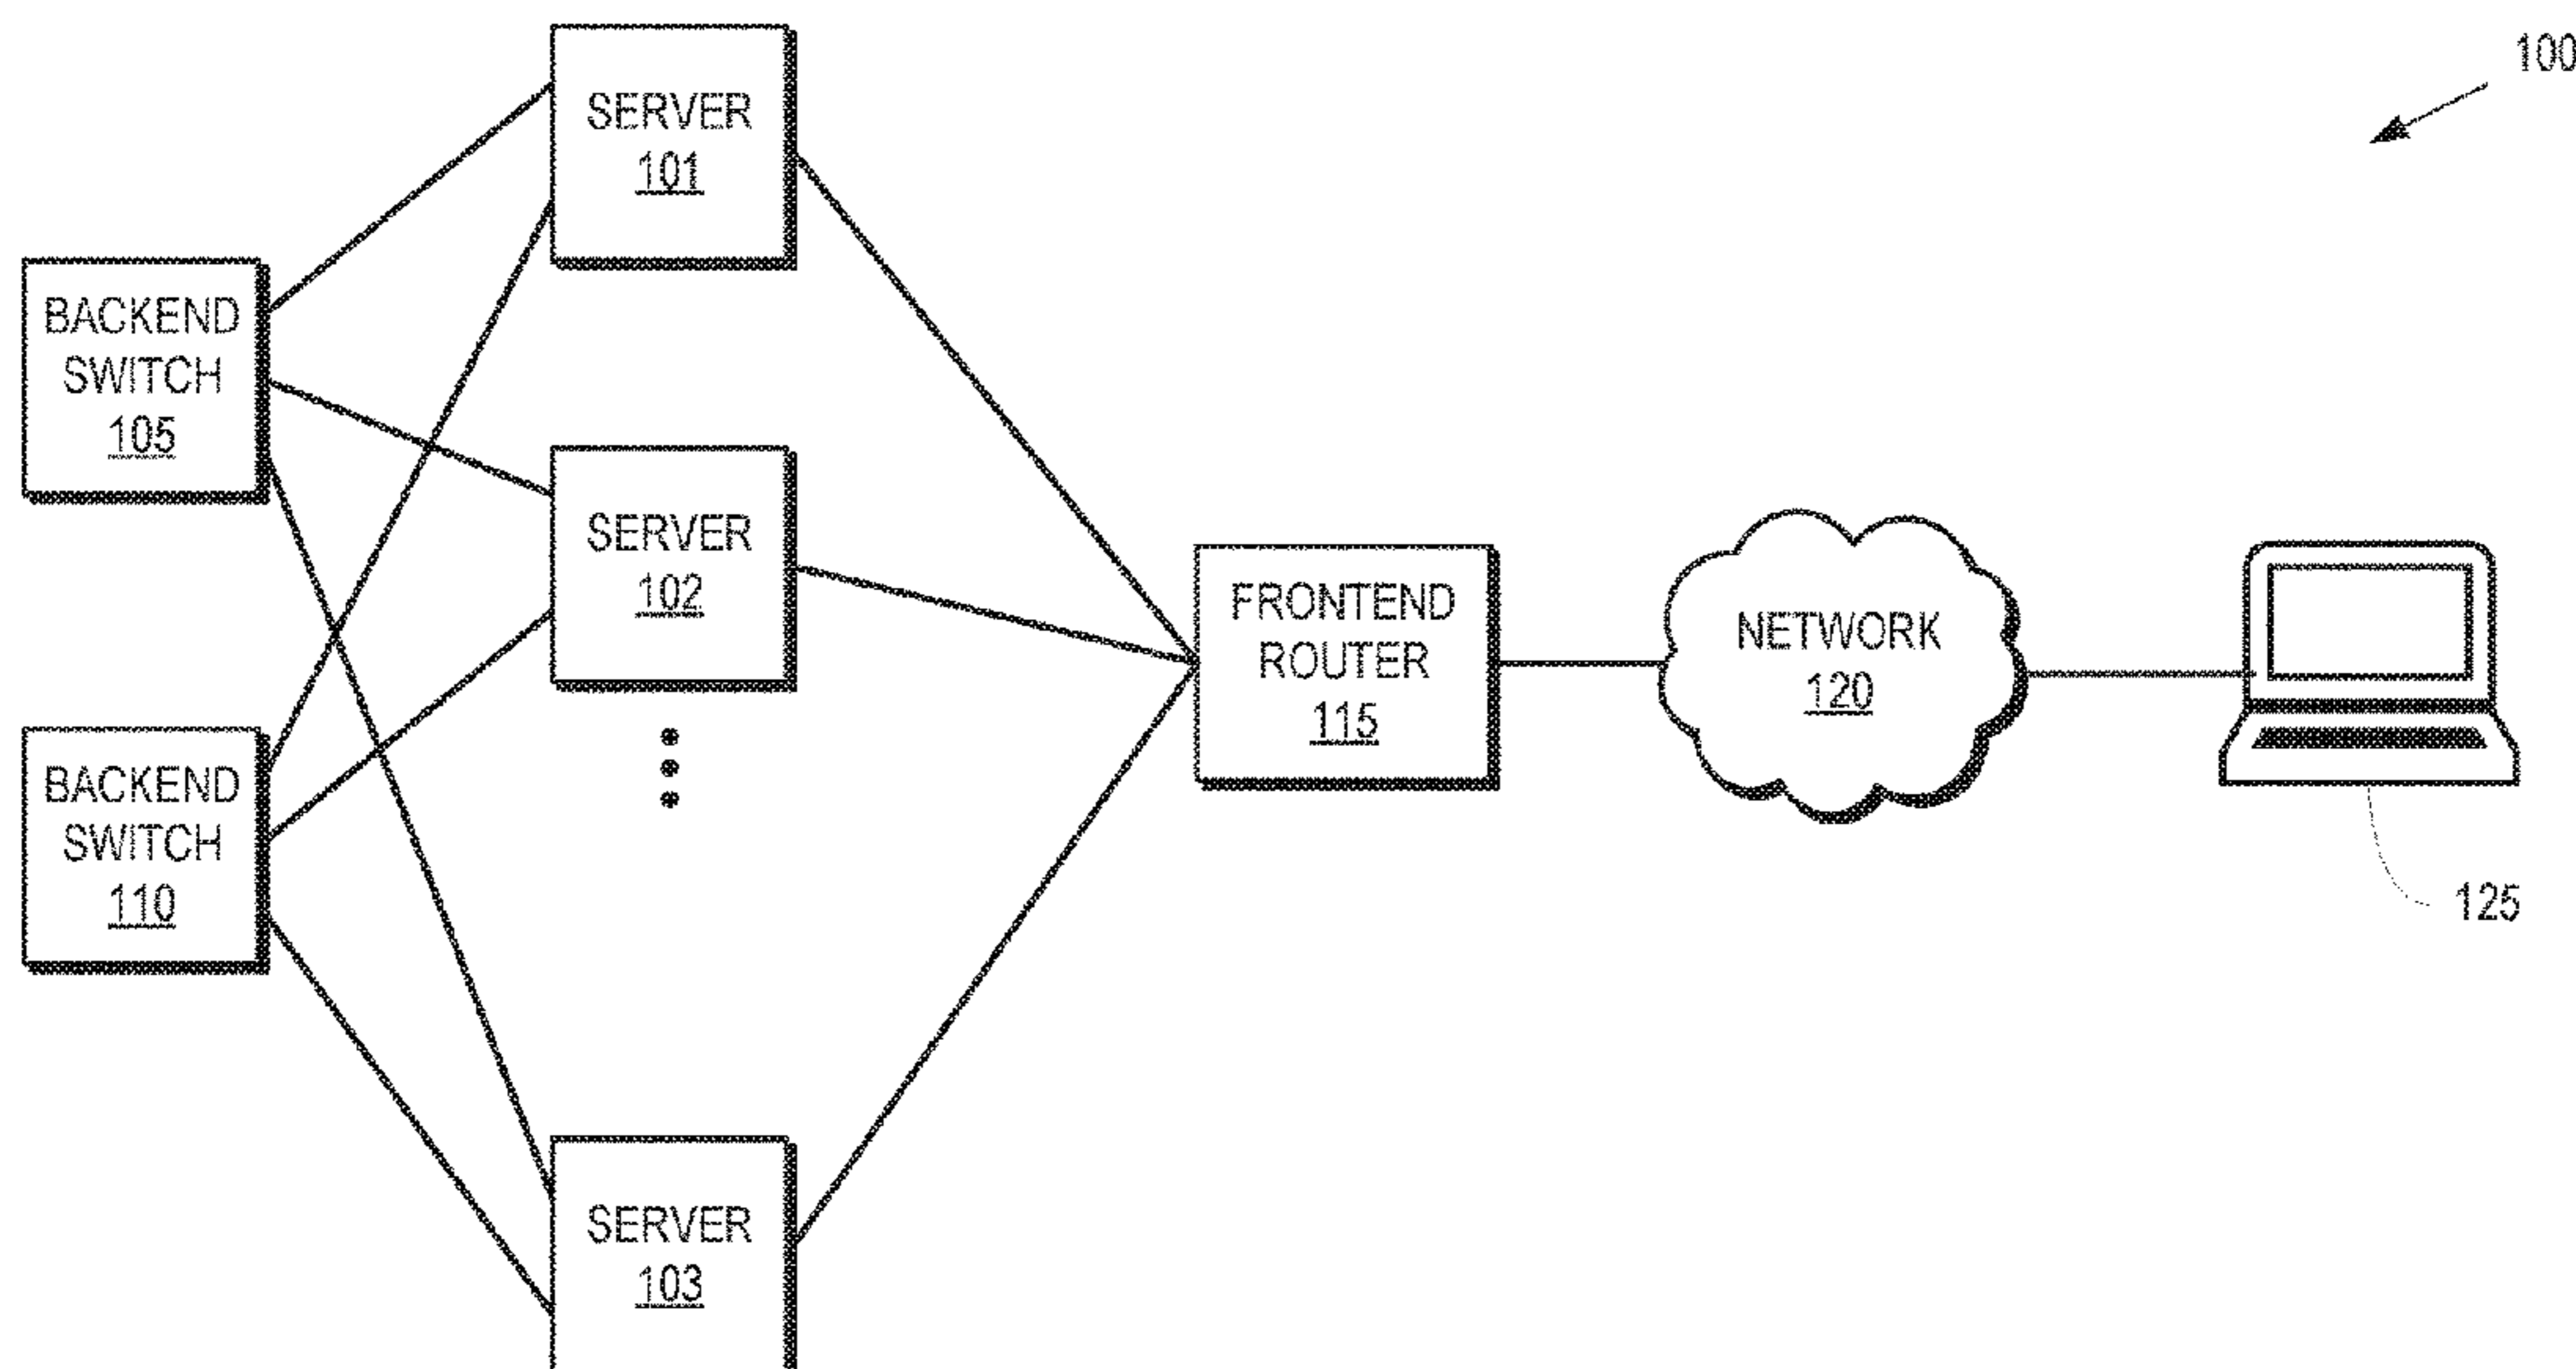 100
SERVER
101
BACKEND
SWITCH
105
SERVER
102
FRONTEND
ROUTER
115
NETWORK
120
BACKEND
SWITCH
110
125
SERVER
103